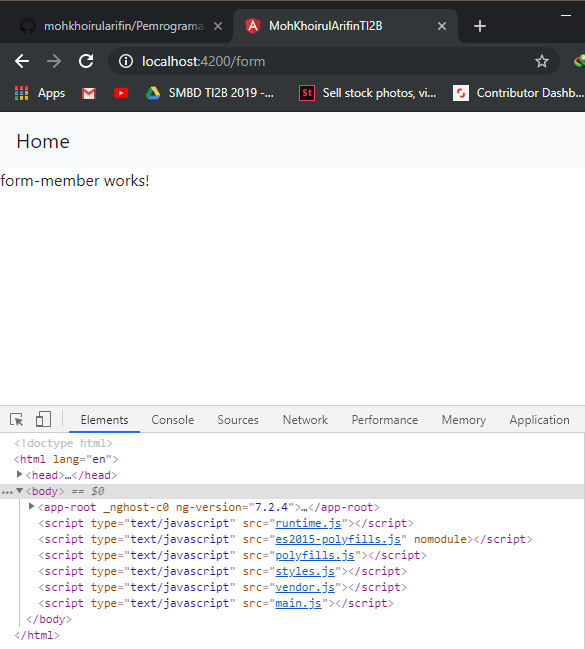 mohkhoirularifin/Pemrograma
MohKhoirulArifinTI2B
localhost:4200/form
Apps
SMBD TI2B 2019 -...
St
Sell stock photos, vi...
Contributor Dashb...
Home
form-member works!
Elements Console Sources Network Performance Memory Application
<!doctype html>
<html lang="en">
<head>…</head>
…<body> == $0
<app-root _nghost-c0 ng-version="7.2.4">…</app-root>
<script type="text/javascript" src="runtime.js"></script>
<script type="text/javascript" src="es2015-polyfills.js" nomodule></script>
<script type="text/javascript" src="polyfills.js"></script>
<script type="text/javascript" src="styles.js"></script>
<script type="text/javascript" src="vendor.js"></script>
<script type="text/javascript" src="main.js"></script>
</body>
</html>